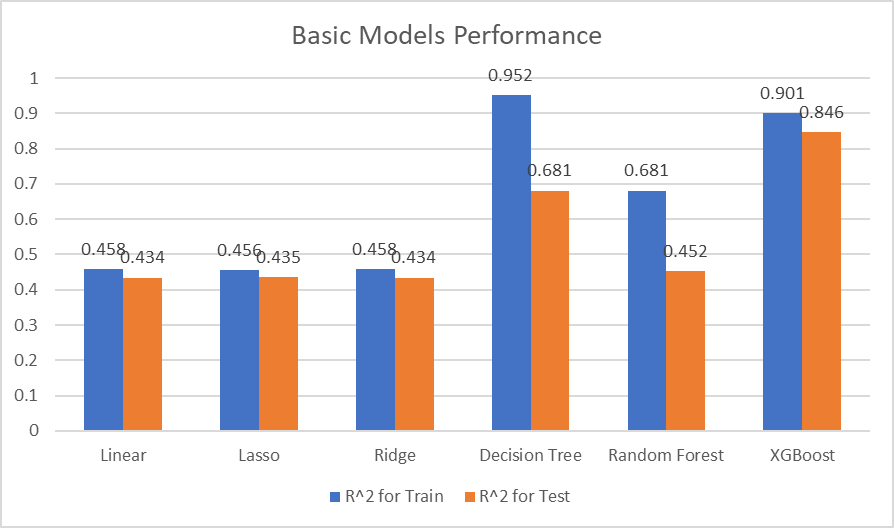 Basic Models Performance
1
0.9
0.8
0.7
0.6
0.5
0.4
0.3
0.2
0.1
0
0.458 0.434 0.456 0.435 0.458 0.434 0.952 0.681 0.681 0.452 0.901 0.846
Linear Lasso Ridge Decision Tree Random Forest XGBoost
R^2 for Train R^2 for Test